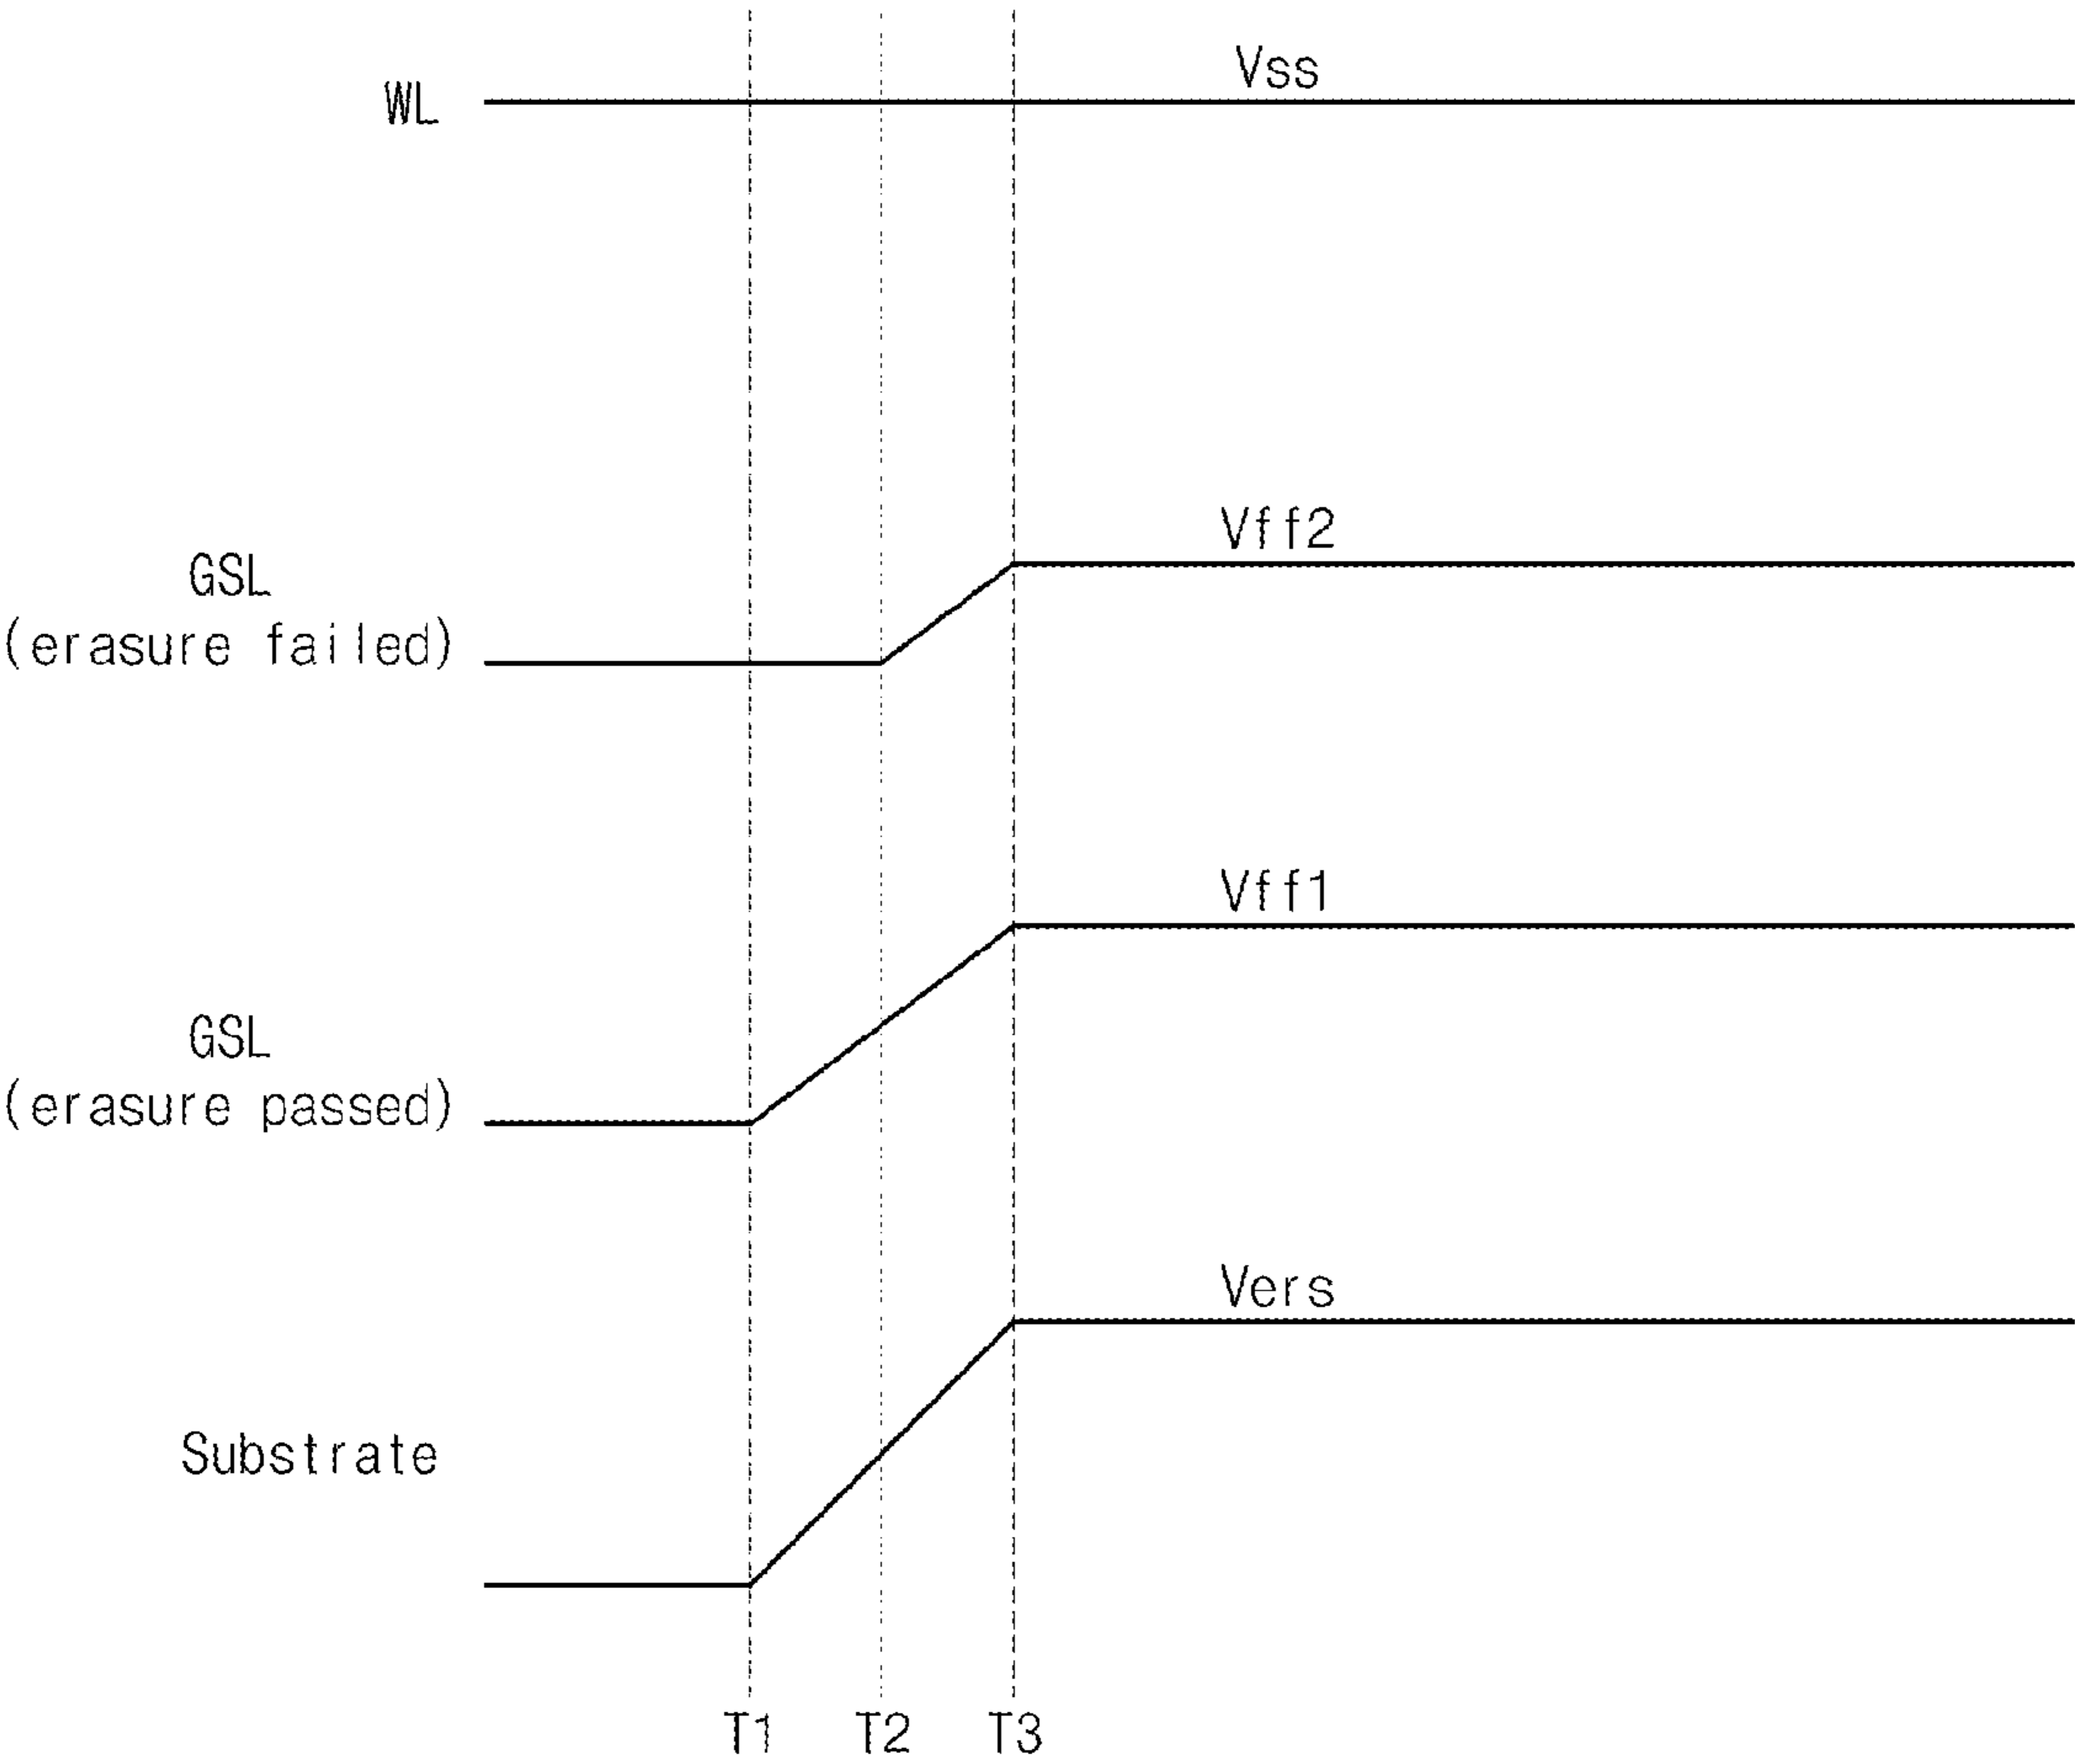 Vss
WL
Vff2
GSL
(erasure failed)
Vff1
GSL
(erasure passed)
Vers
Substrate
T1 T2 T3